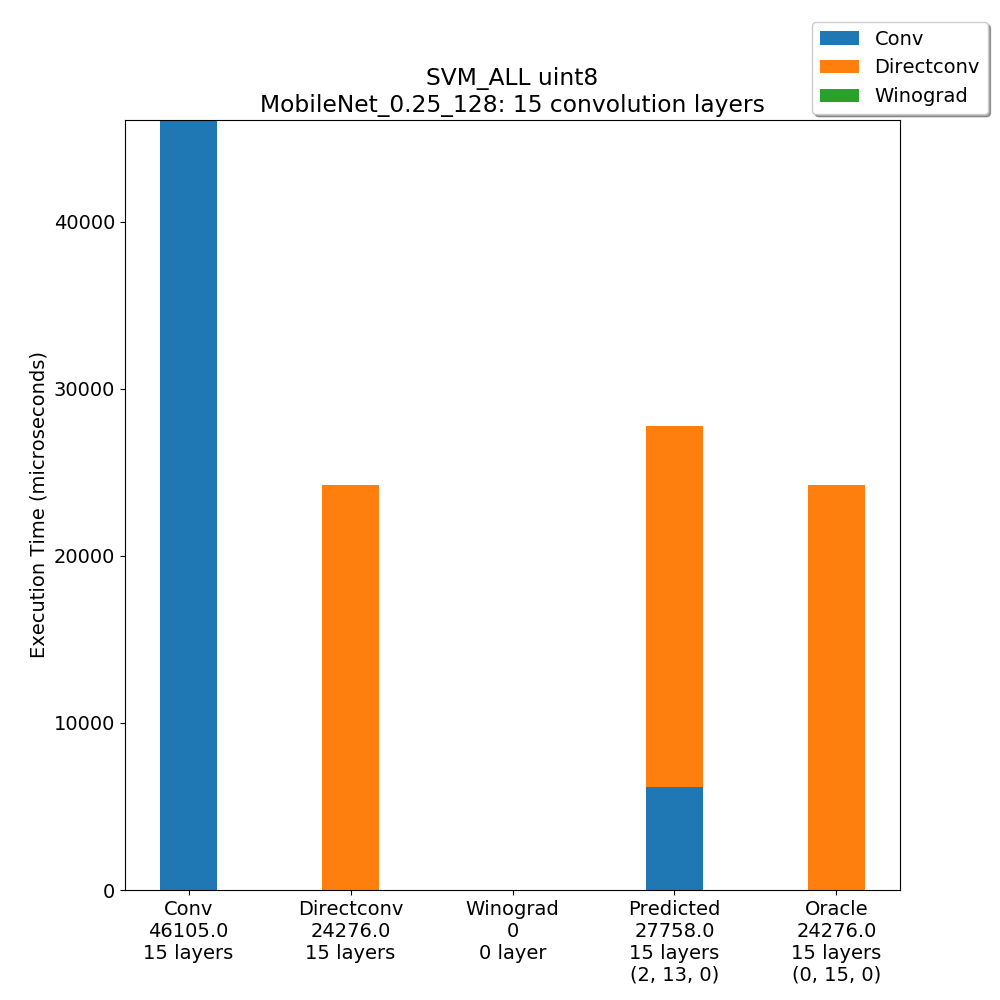 Conv
Directconv
Winograd
SVM_ALL uint8
MobileNet_0.25_128: 15 convolution layers
Execution Time (microseconds)
40000
30000
20000
10000
0
Conv
46105.0
15 layers
Directconv
24276.0
15 layers
Winograd
0
0 layer
Predicted
27758.0
15 layers
(2, 13, 0)
Oracle
24276.0
15 layers
(0, 15, 0)